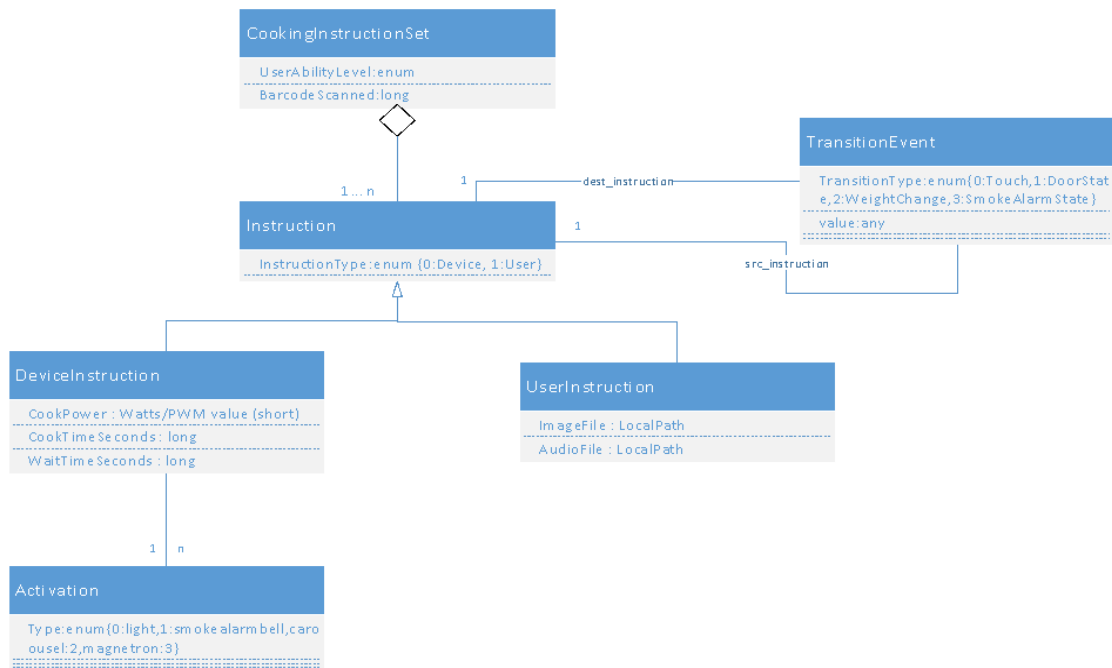 CookingInstructionSet
UserAbilityLevel:enum
BarcodeScanned:long
1 ... n
TransitionEvent
TransitionType:enum{0:Touch,1:DoorStat
e,2:WeightChange,3:SmokeAlarmState}
value:any
1
dest_instruction
Instruction
InstructionType:enum {0:Device, 1:User}
1
src_instruction
DeviceInstruction
CookPower : Watts/PWM value (short)
CookTimeSeconds : long
WaitTimeSeconds : long
UserInstruction
ImageFile : LocalPath
AudioFile : LocalPath
1 n
Activation
Type:enum{0:light,1:smokealarmbell,caro
ousel:2,magnetron:3}